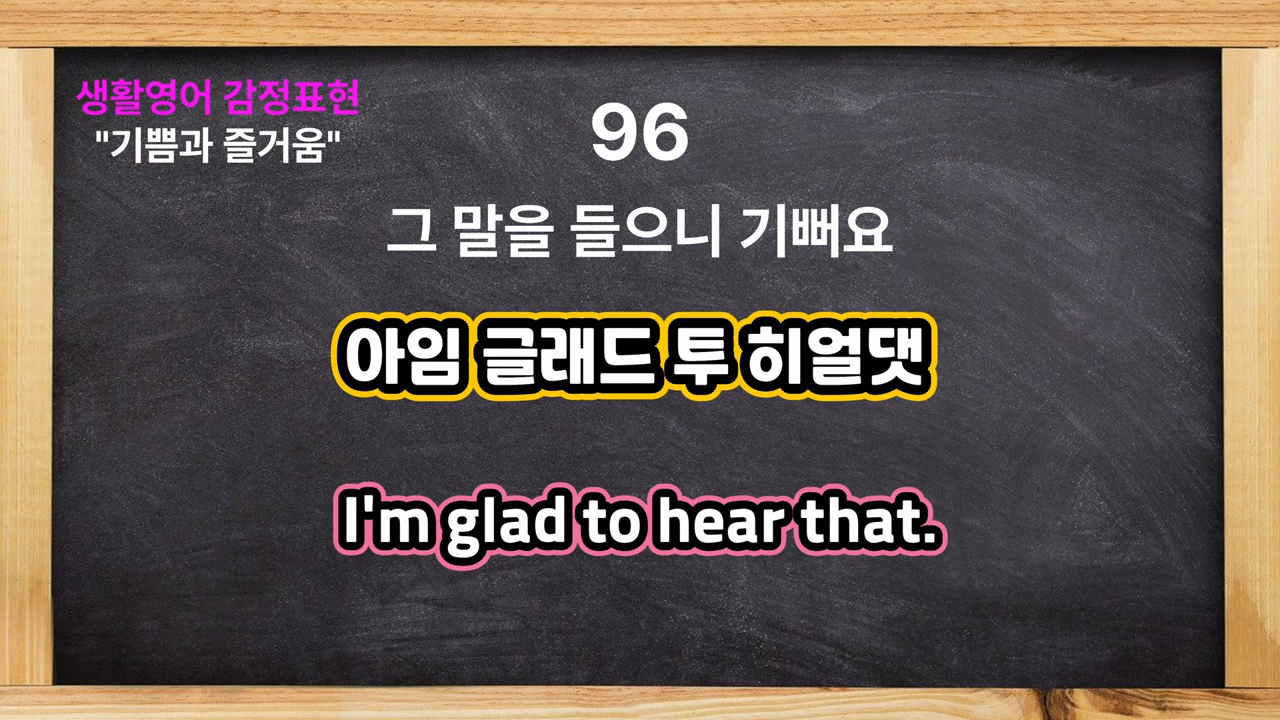 생활영어 감정표현
"기쁨과 즐거움"
96
그 말을 들으니 기뻐요
아임 글래드 투 히얼댓
I'm glad to hear that.